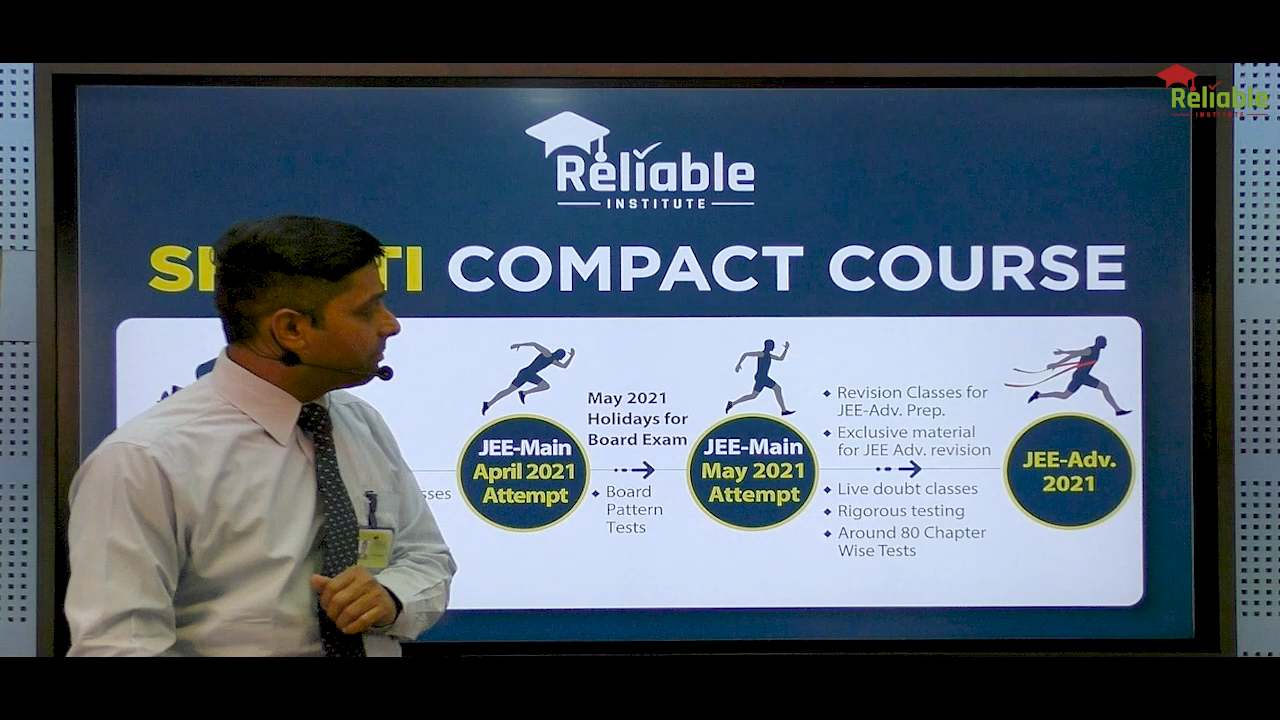 Reliable
INSTITUTE
Reliable
INSTITUTE
COMPACT COURSE
May 2021
Holidays for
Board Exam
JEE-Main
April 2021
Attempt
Board
Pattern
Tests
JEE-Main
May 2021
Attempt
Revision Classes for
JEE-Adv. Prep.
Exclusive material
for JEE Adv. revision
Live doubt classes
Rigorous testing
Around 80 Chapter
Wise Tests
JEE-Adv.
2021